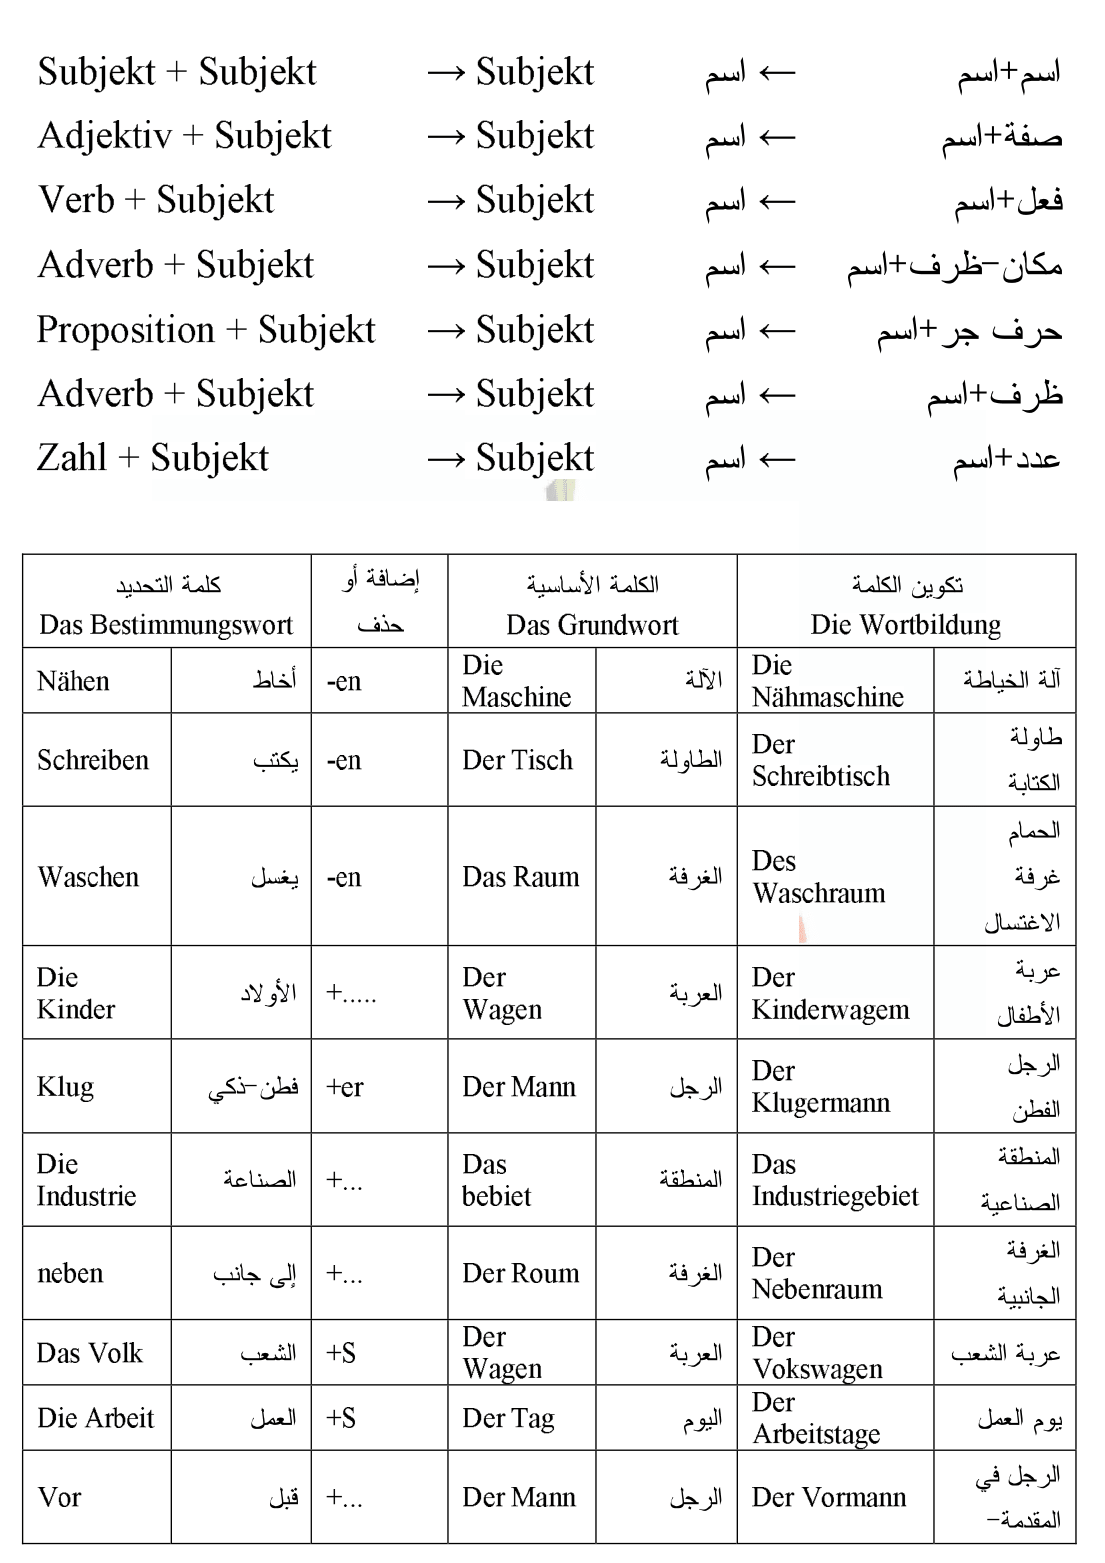 Subjekt + Subjekt → Subjekt اسم ← اسم+اسم
Adjektiv + Subjekt → Subjekt اسم ← صفة+اسم
Verb + Subjekt → Subjekt اسم ← فعل+اسم
Adverb + Subjekt → Subjekt اسم ← مكان-ظرف+اسم
Proposition + Subjekt → Subjekt اسم ← حرف جر+اسم
Adverb + Subjekt → Subjekt اسم ← ظرف+اسم
Zahl + Subjekt → Subjekt اسم ← عدد+اسم
كلمة التحديد
Das Bestimmungswort
إضافة أو
حذف
الكلمة الأساسية
Das Grundwort
تكوين الكلمة
Die Wortbildung
Nähen
أخاط
-en
Die
Maschine
الآلة
Die
Nähmaschine
آلة الخياطة
Schreiben
يكتب
-en
Der Tisch
الطاولة
Der
Schreibtisch
طاولة
الكتابة
Waschen
يغسل
-en
Das Raum
الغرفة
Des
Waschraum
الحمام
غرفة
الاغتسال
Die
Kinder
الأولاد
+.....
Der
Wagen
العربة
Der
Kinderwagem
عربة
الأطفال
Klug
فطن-ذكي
+er
Der Mann
الرجل
Der
Klugermann
الرجل
الفطن
Die
Industrie
الصناعة
+...
Das
bebiet
المنطقة
Das
Industriegebiet
المنطقة
الصناعية
neben
إلى جانب
+...
Der Roum
الغرفة
Der
Nebenraum
الغرفة
الجانبية
Das Volk
الشعب
+S
Der
Wagen
العربة
Der
Vokswagen
عربة الشعب
Die Arbeit
العمل
+S
Der Tag
اليوم
Der
Arbeitstage
يوم العمل
Vor
قبل
+...
Der Mann
الرجل
Der Vormann
الرجل في
المقدمة-